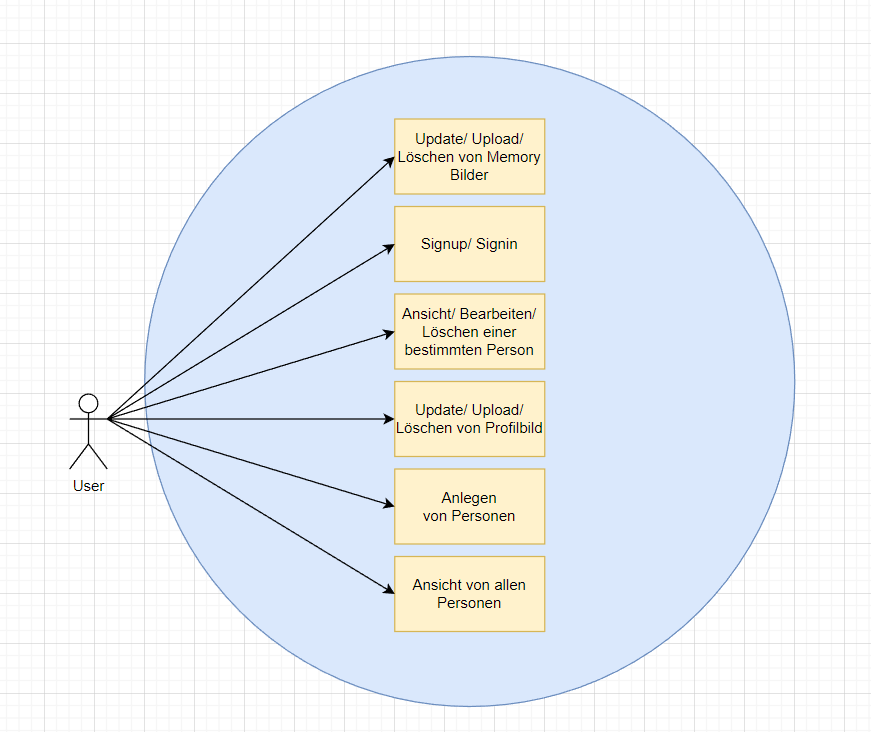 Update/ Upload/
Löschen von Memory
Bilder
Signup/ Signin
Ansicht/ Bearbeiten/
Löschen einer
bestimmten Person
Update/ Upload/
Löschen von Profilbild
Anlegen
von Personen
Ansicht von allen
Personen
User